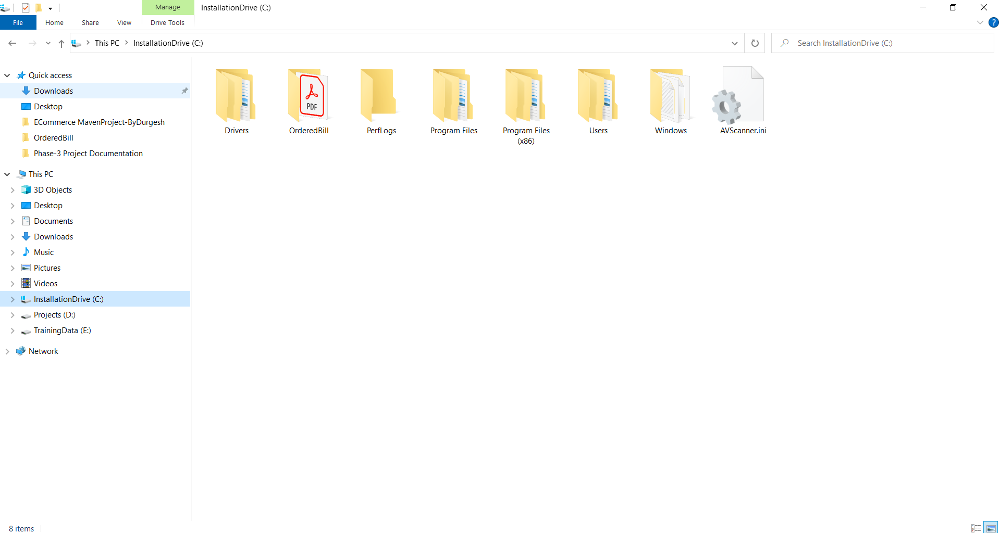 Manage
InstallationDrive (C:)
File
Home
Share
View
Drive Tools
?
This PC
InstallationDrive (C:)
Search InstallationDrive (C:)
Quick access
Downloads
Desktop
ECommerce MavenProject-ByDurgesh
OrderedBill
Phase-3 Project Documentation
This PC
3D Objects
Desktop
Documents
Downloads
Music
Pictures
Videos
InstallationDrive (C:)
Projects (D:)
TrainingData (E:)
Network
Drivers
PDF
OrderedBill
PerfLogs
Program Files
Program Files
(x86)
Users
Windows
AVScanner.ini
8 items